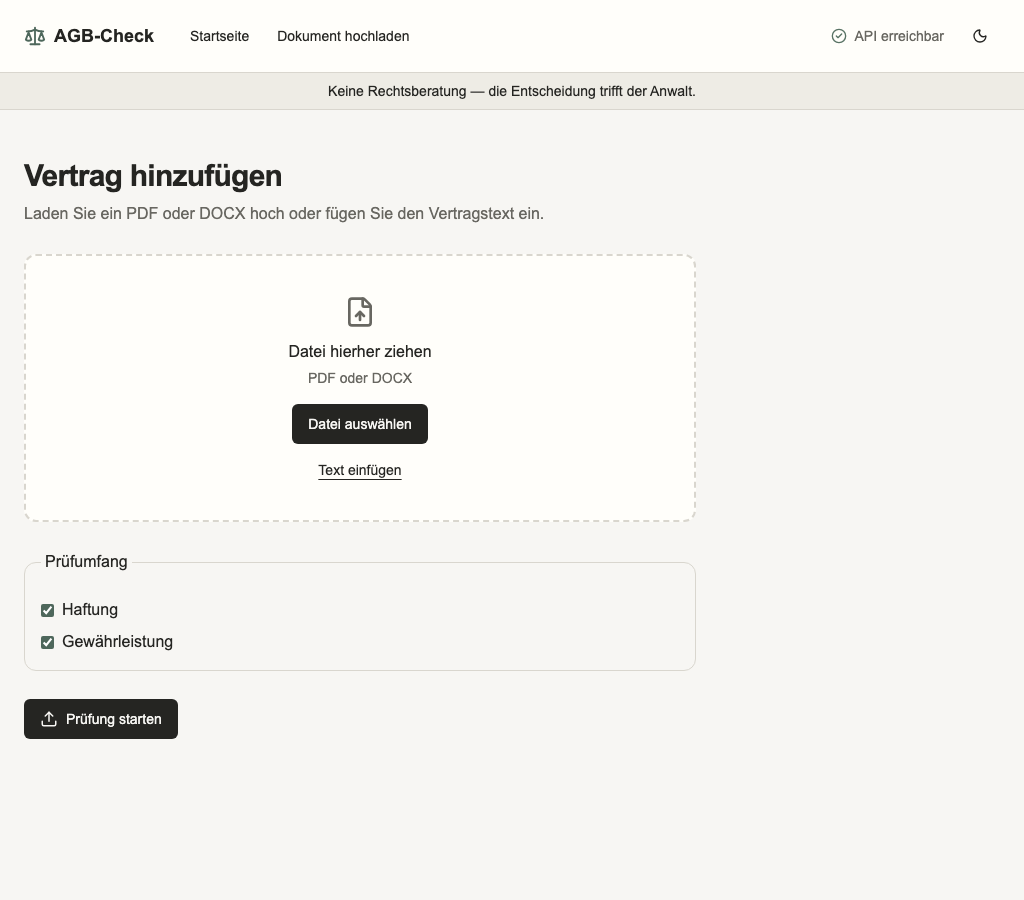 AGB-Check
Startseite
Dokument hochladen
API erreichbar
Keine Rechtsberatung — die Entscheidung trifft der Anwalt.
Vertrag hinzufügen
Laden Sie ein PDF oder DOCX hoch oder fügen Sie den Vertragstext ein.
Datei hierher ziehen
PDF oder DOCX
Datei auswählen
Text einfügen
Prüfumfang
Haftung
Gewährleistung
Prüfung starten